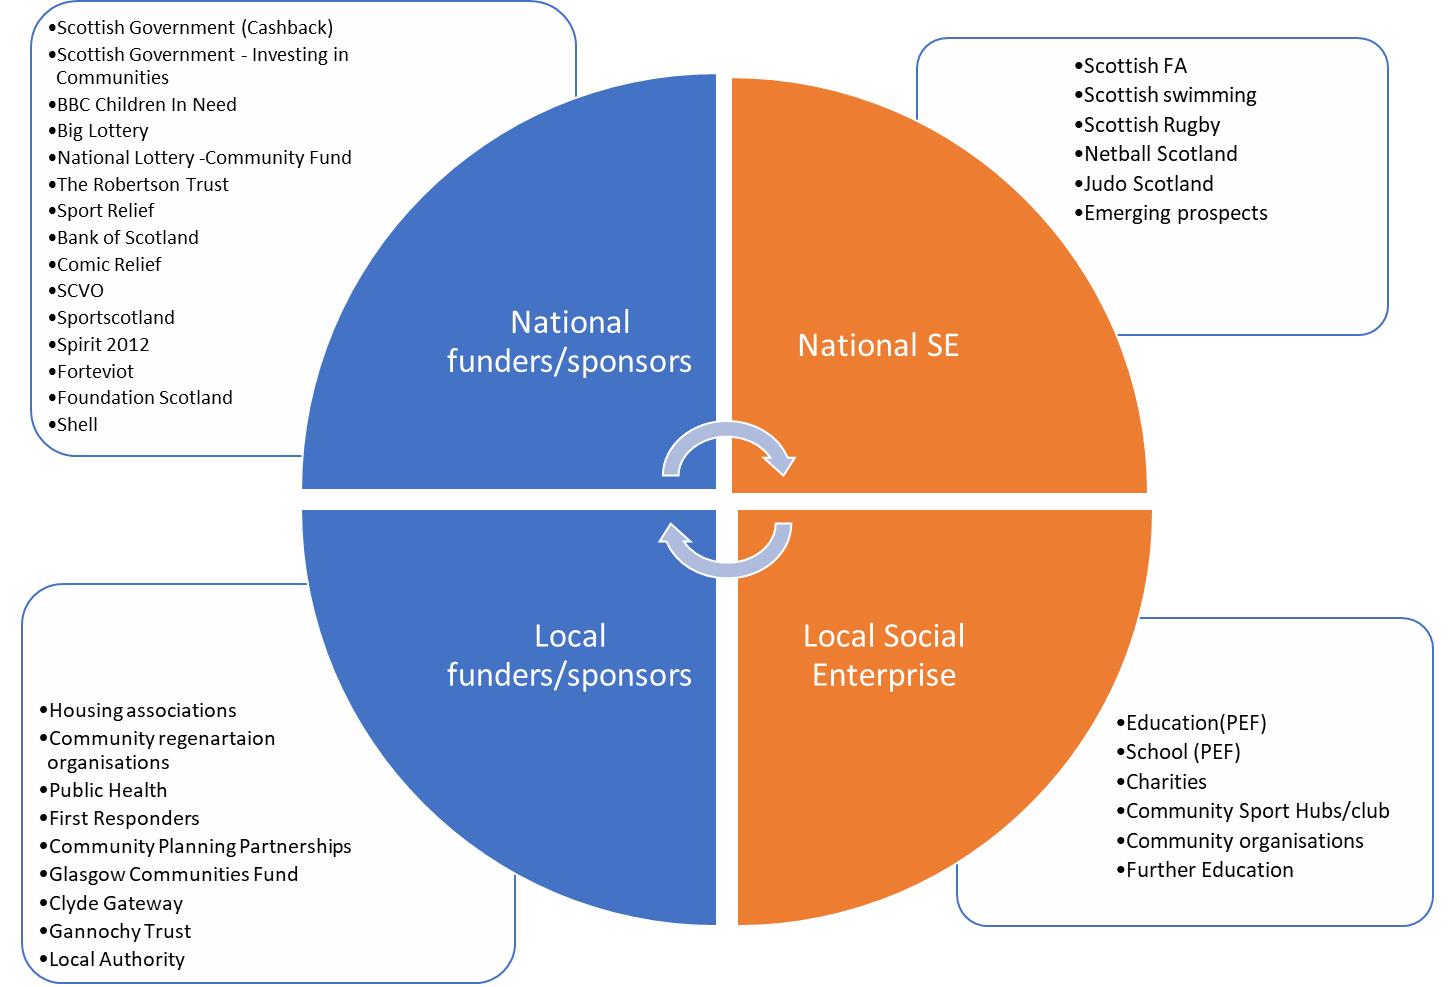 •Scottish Government (Cashback)
•Scottish Government - Investing in
Communities
•BBC Children In Need
•Big Lottery
•National Lottery -Community Fund
•The Robertson Trust
•Sport Relief
•Bank of Scotland
•Comic Relief
•SCVO
•Sportscotland
•Spirit 2012
•Forteviot
•Foundation Scotland
•Shell
•Scottish FA
•Scottish swimming
•Scottish Rugby
•Netball Scotland
•Judo Scotland
•Emerging prospects
National
funders/sponsors
National SE
Local
funders/sponsors
Local Social
Enterprise
•Housing associations
•Community regenartaion
organisations
•Public Health
•First Responders
•Community Planning Partnerships
•Glasgow Communities Fund
•Clyde Gateway
•Gannochy Trust
•Local Authority
•Education(PEF)
•School (PEF)
•Charities
•Community Sport Hubs/club
•Community organisations
•Further Education